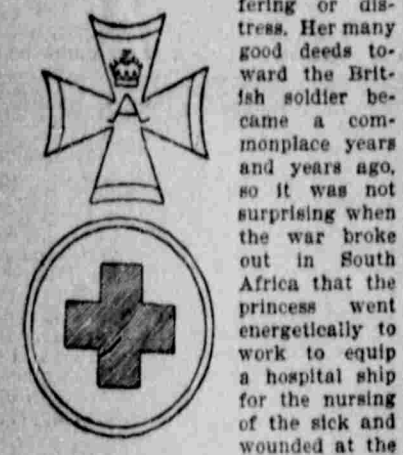 fering or dis-
tress. Her many
good deeds to-
ward the Brit-
ish soldier be-
came a com-
monplace years
and years ago,
so it was not
surprising when
the war broke
out in South
Africa that the
princess went
energetically to
work to equip
a hospital ship
for the nursing
of the sick and
wounded at the